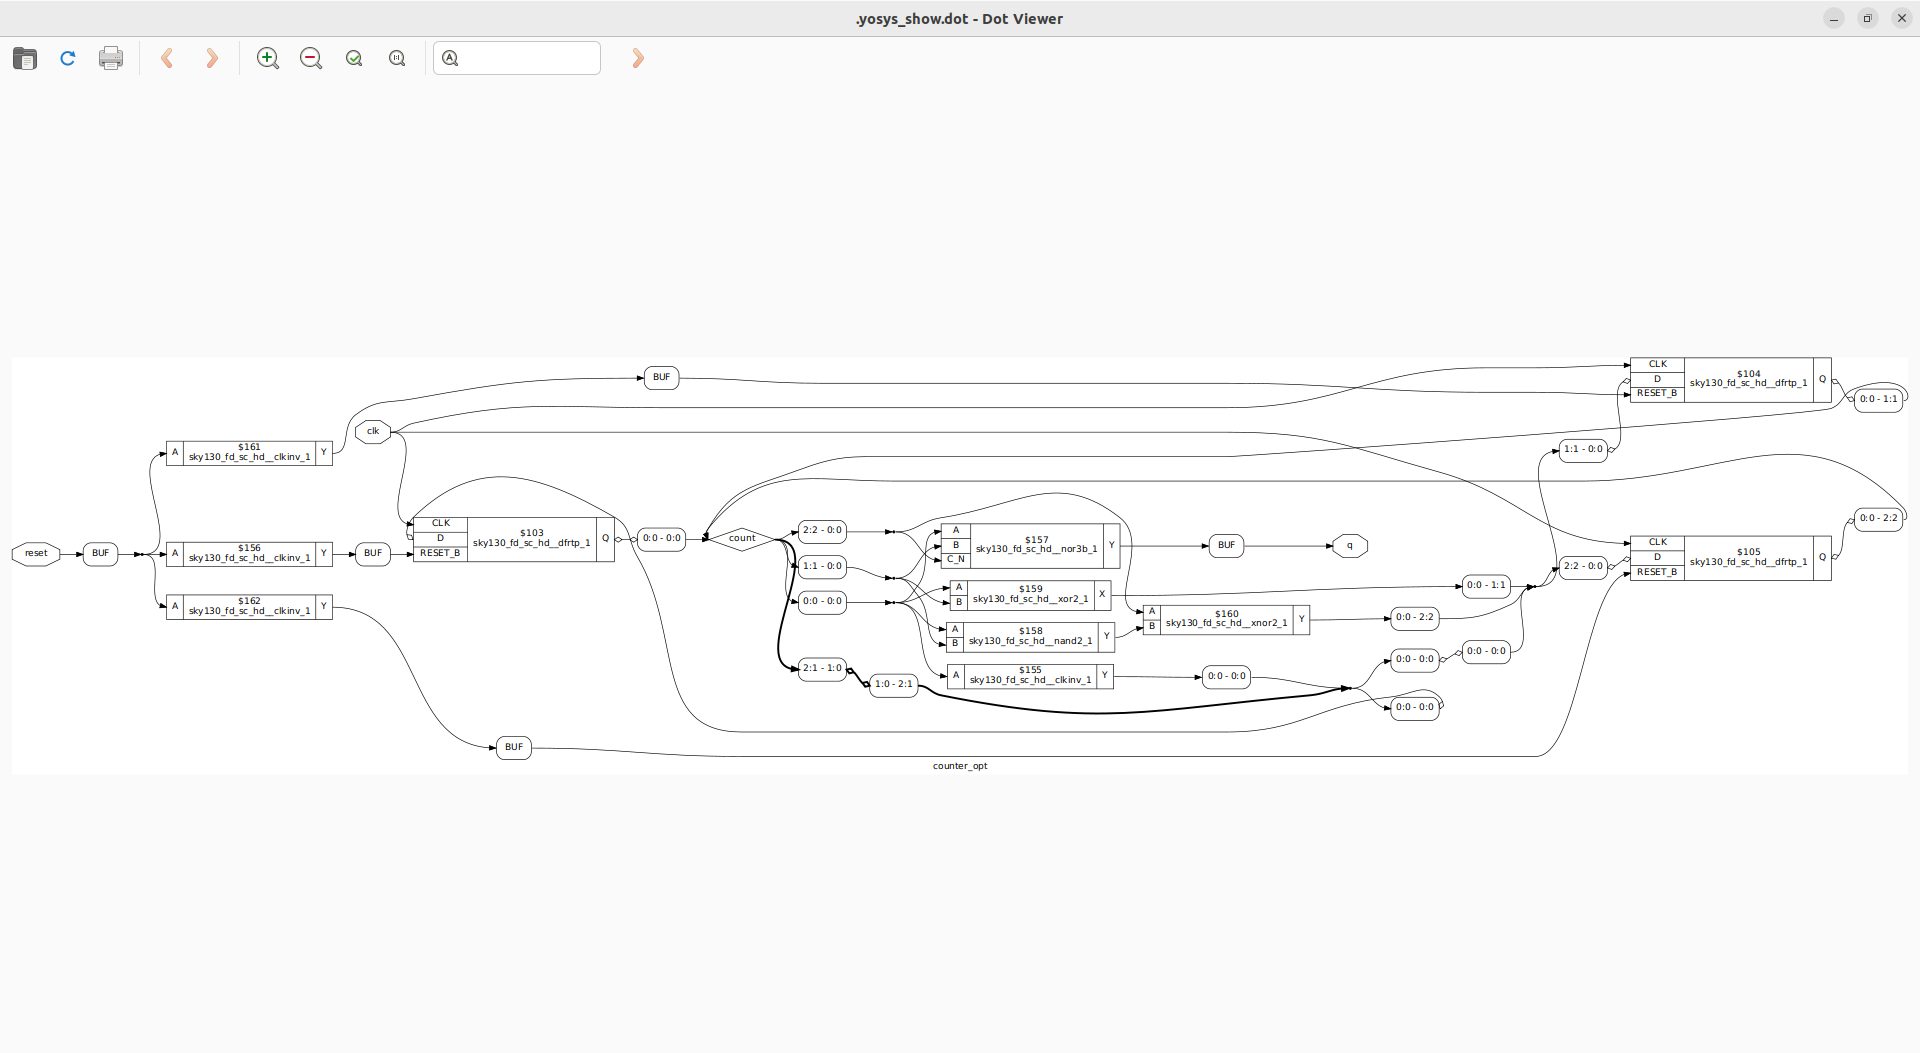 .yosys_show.dot - Dot Viewer
BUF
CLK
D
RESET_B
$104
sky130_fd_sc_hd__dfrtp_1
Q
0:0 - 1:1
clk
$161
A
sky130_fd_sc_hd__clkinv_1
Y
1:1 - 0:0
CLK
D
RESET_B
$103
sky130_fd_sc_hd__dfrtp_1
Q
0:0 - 0:0
count
2:2 - 0:0
A
B
C_N
$157
sky130_fd_sc_hd__nor3b_1
Y
BUF
q
0:0 - 2:2
reset
BUF
A
$156
sky130_fd_sc_hd__clkinv_1
Y
BUF
1:1 - 0:0
2:2 - 0:0
CLK
D
RESET_B
$105
sky130_fd_sc_hd__dfrtp_1
Q
0:0 - 0:0
A
B
$159
sky130_fd_sc_hd__xor2_1
X
0:0 - 1:1
A
$162
sky130_fd_sc_hd__clkinv_1
Y
A
B
$160
sky130_fd_sc_hd__xnor2_1
Y
0:0 - 2:2
A
B
$158
sky130_fd_sc_hd__nand2_1
Y
0:0 - 0:0
0:0 - 0:0
2:1 - 1:0
1:0 - 2:1
A
$155
sky130_fd_sc_hd__clkinv_1
Y
0:0 - 0:0
0:0 - 0:0
BUF
counter_opt